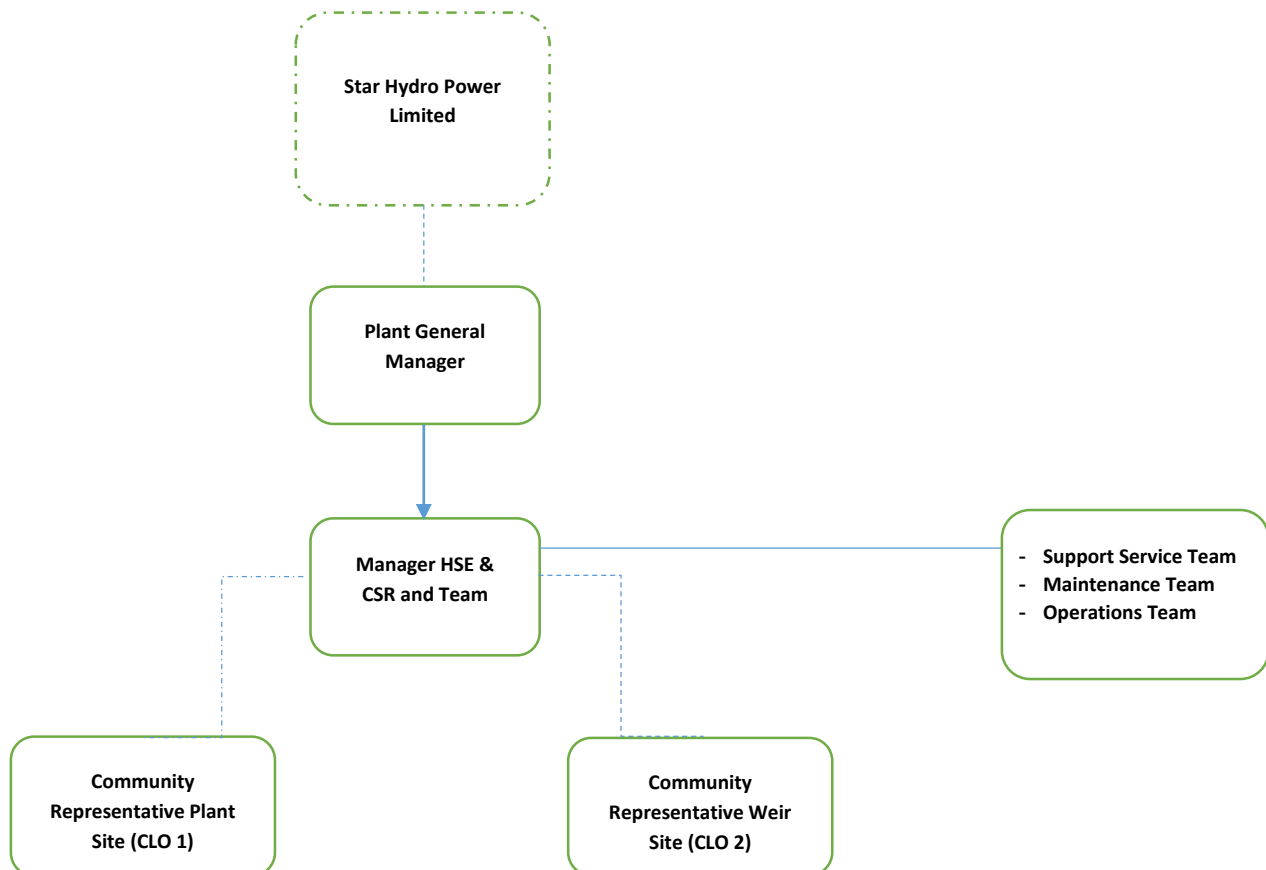 Star Hydro Power
Limited
Plant General
Manager
Manager HSE &
CSR and Team
- Support Service Team
- Maintenance Team
- Operations Team
Community
Representative Plant
Site (CLO 1)
Community
Representative Weir
Site (CLO 2)